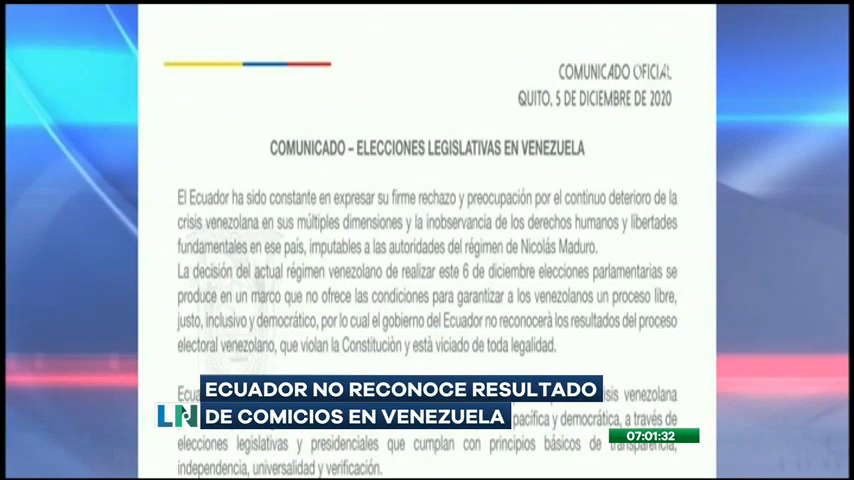 COMUNICADO OFICIAL
QUITO, 5 DE DICIEMBRE DE 2020
COMUNICADO – ELECCIONES LEGISLATIVAS EN VENEZUELA
El Ecuador ha sido constante en expresar su firme rechazo y preocupación por el continuo deterioro de la
crisis venezolana en sus múltiples dimensiones y la inobservancia de los derechos humanos y libertades
fundamentales en ese país, imputables a las autoridades del régimen de Nicolás Maduro.
La decisión del actual régimen venezolano de realizar este 6 de diciembre elecciones parlamentarias se
produce en un marco que no ofrece las condiciones para garantizar a los venezolanos un proceso libre,
justo, inclusivo y democrático, por lo cual el gobierno del Ecuador no reconocerá los resultados del proceso
electoral venezolano, que violan la Constitución y está viciado de toda legalidad.
venezolana
pacífica y democrática, a través de
elecciones legislativas y presidenciales que cumplan con principios básicos de transparencia,
independencia, universalidad y verificación.
LN
ECUADOR NO RECONOCE RESULTADO
DE COMICIOS EN VENEZUELA
07:01:32